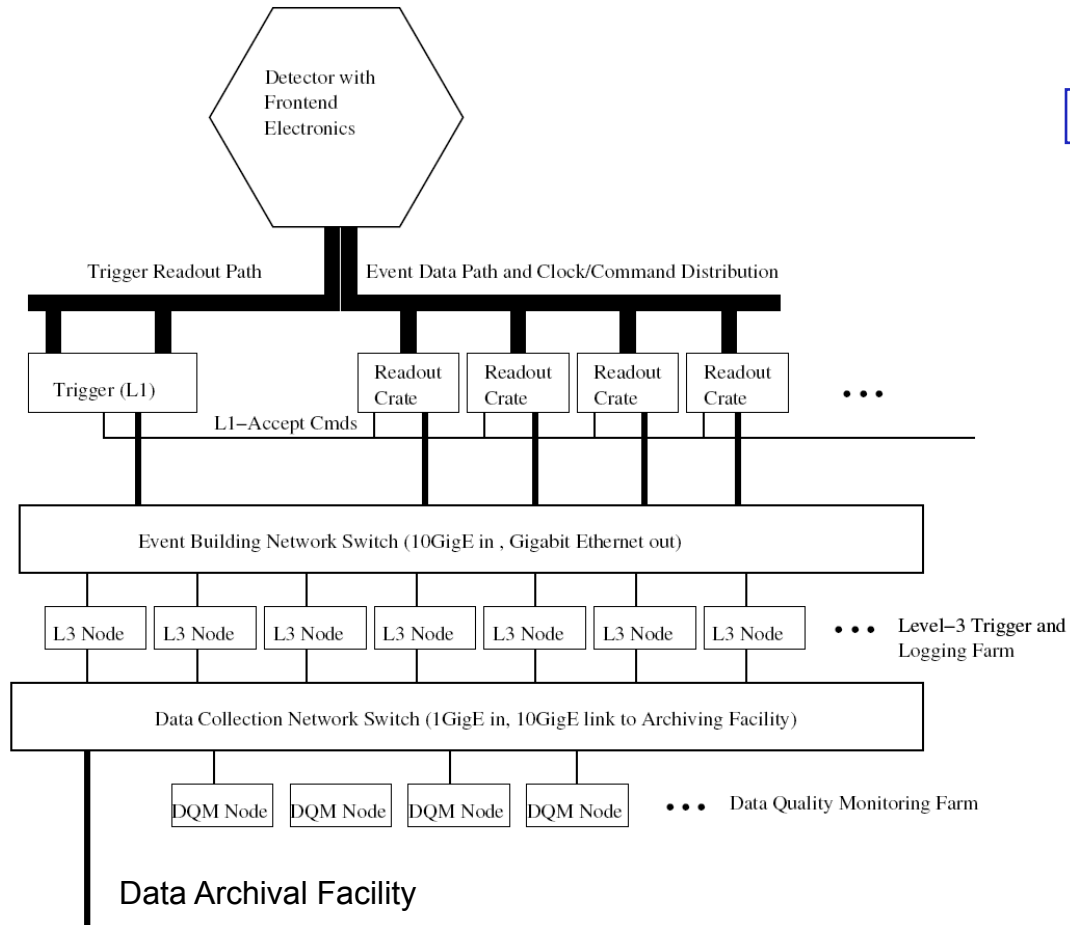 Detector with
Frontend
Electronics
Trigger Readout Path
Event Data Path and Clock/Command Distribution
Trigger (L1)
Readout
Crate
Readout
Crate
Readout
Crate
Readout
Crate
L1-Accept Cmds
Event Building Network Switch (10GigE in , Gigabit Ethernet out)
L3 Node
L3 Node
L3 Node
L3 Node
L3 Node
L3 Node
L3 Node
Level-3 Trigger and
Logging Farm
Data Collection Network Switch (1GigE in, 10GigE link to Archiving Facility)
DQM Node
DQM Node
DQM Node
DQM Node
Data Quality Monitoring Farm
Data Archival Facility